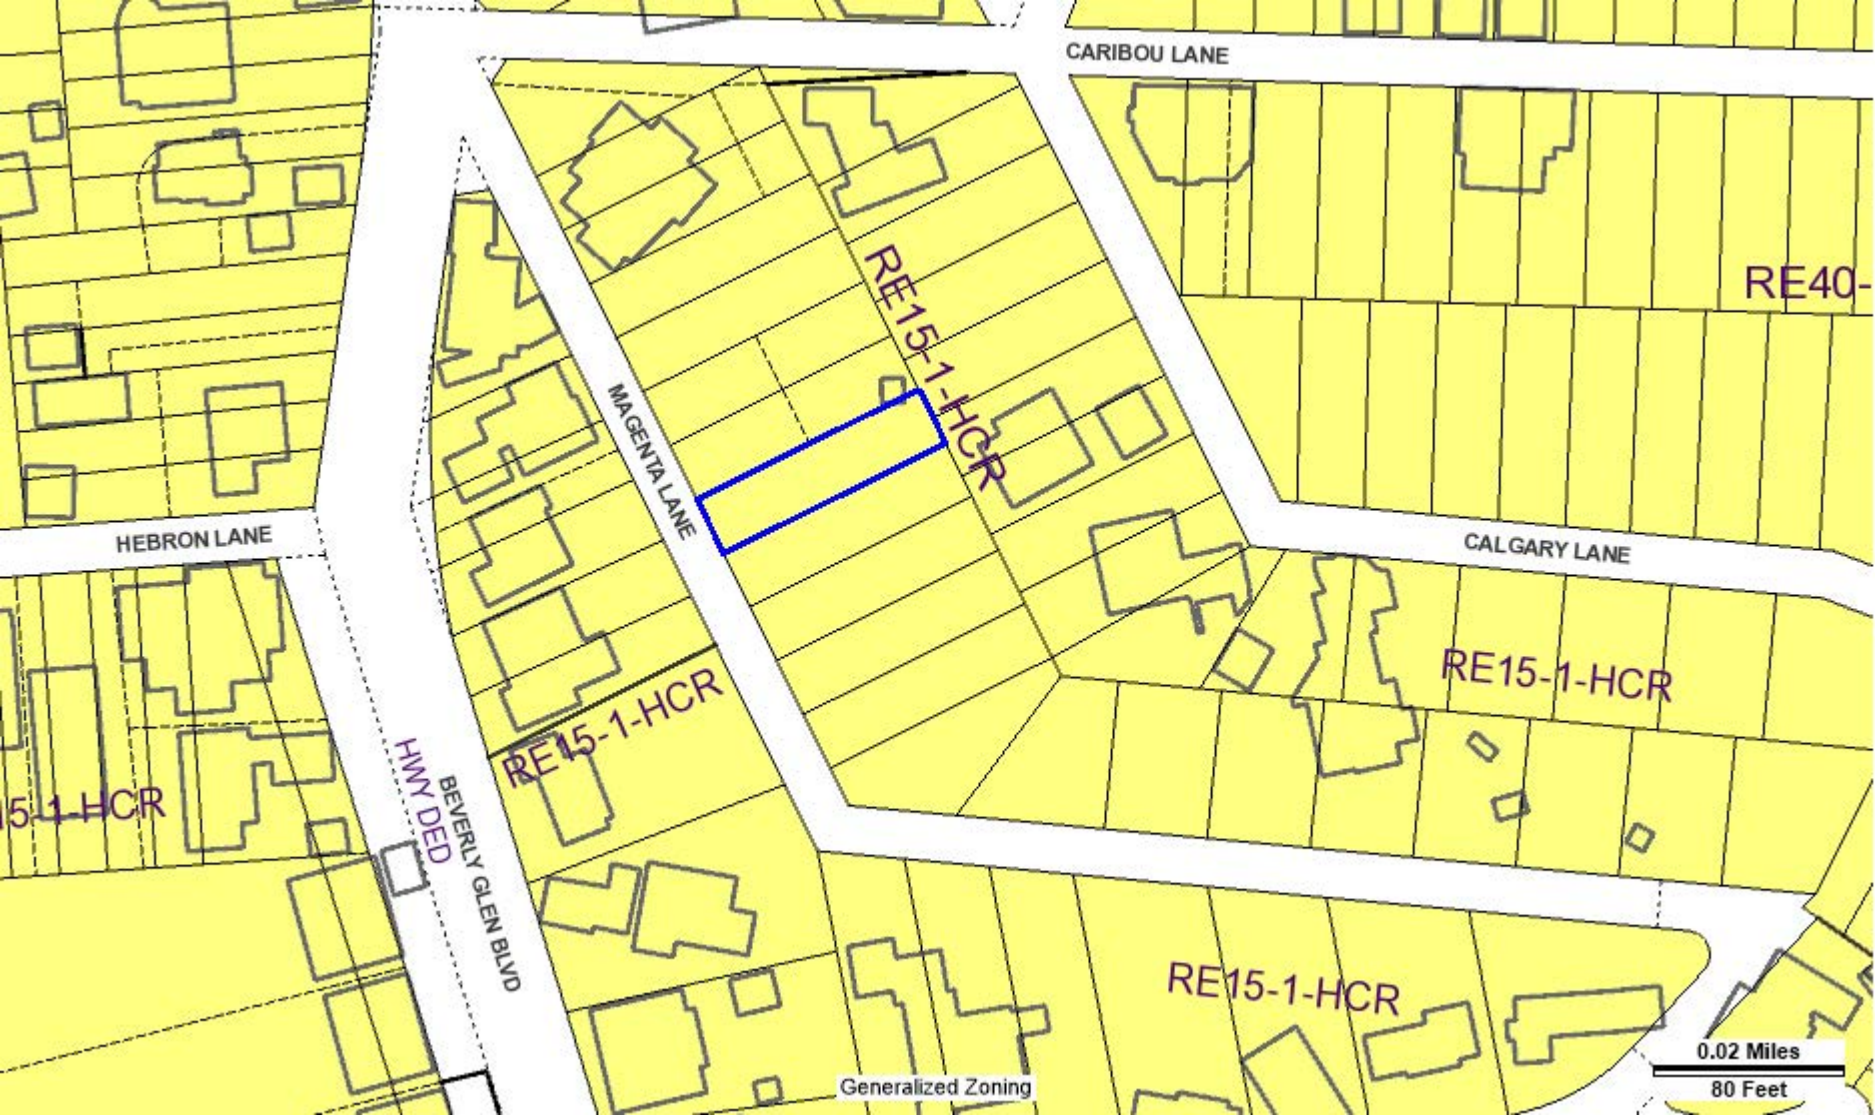 CARIBOU LANE
RE15-1-HCR
RE40-
MAGENTA LANE
HEBRON LANE
CALGARY LANE
RE15-1-HCR
RE15-1-HCR
15-1-HCR
HWY DED
BEVERLY GLEN BLVD
RE15-1-HCR
0.02 Miles
80 Feet
Generalized Zoning